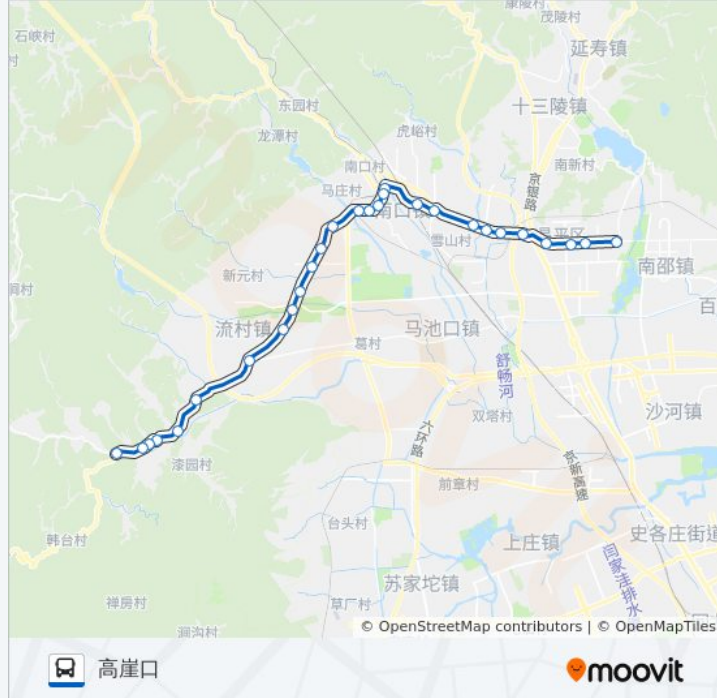 康陵村
茂陵村
石峡村
延寿镇
东园村
十三陵镇
龙潭村
虎峪村
南口村
南新村
马庄村
京银路
南口镇
昌平区
雪山村
南邵镇
新元村
百
流村镇
马池口镇
葛村
舒畅河
双塔村
沙河镇
六环路
漆园村
京新高速
前章村
台头村
上庄镇
史各庄街道
韩台村
闫家洼排水
苏家坨镇
禅房村
草厂村
涧沟村
© OpenStreetMap contributors | © OpenMapTiles
高崖口
moovit